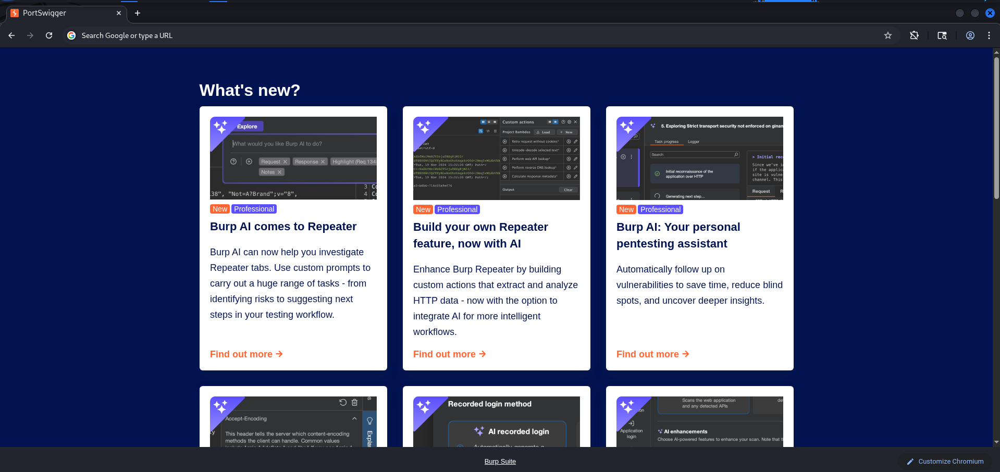 PortSwigger
Search Google or type a URL
What's new?
Explore
What would you like Burp AI to do?
Request
Response
Highlight (Req 134
Notes
3
.38", "Not=A?Brand";v="8",
4
New Professional
Burp AI comes to Repeater
Burp AI can now help you investigate
Repeater tabs. Use custom prompts to
carry out a huge range of tasks - from
identifying risks to suggesting next
steps in your testing workflow.
Find out more →
Custom actions
Project Bambdas
Load
New
Retry request without cookies*
Unicode-decode selected text*
Perform web API lookup*
Perform reverse DNS lookup*
Calculate response metadata*
Output
Clear
New Professional
Build your own Repeater
feature, now with AI
Enhance Burp Repeater by building
custom actions that extract and analyze
HTTP data - now with the option to
integrate AI for more intelligent
workflows.
Find out more →
5. Exploring Strict transport security not enforced on ginan
Task progress
Logger
Search
Initial reconnaissance of the
application over HTTP
Generating next step...
> Initial rec
Since we've i
if the applic
site is vulne
channel. This
Request
New Professional
Burp AI: Your personal
pentesting assistant
Automatically follow up on
vulnerabilities to save time, reduce blind
spots, and uncover deeper insights.
Find out more →
Accept-Encoding
This header tells the server which content-encoding
methods the client can handle. Common values
Explai
Recorded login method
AI recorded login
Automatically generate a
Scans the web application
and any detected APIs
Application
login
AI enhancements
Choose AI-powered features to enhance your scan. Note that t
Burp Suite
Customize Chromium